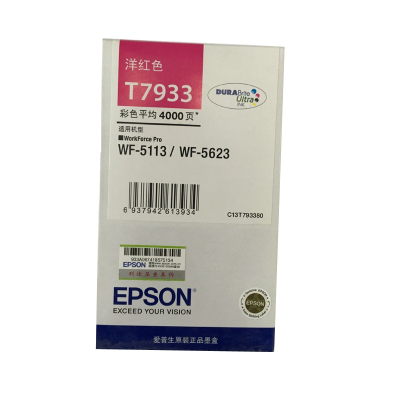 洋红色
T7933
DURABrite
Ultra
彩色平均 4000 页*
适用机型
■WorkForce Pro
WF-5113 / WF-5623
6 937942 613934
C13T793380
EPSON
EPSON
EPSON
EXCEED YOUR VISION
爱普生原装正品墨盒